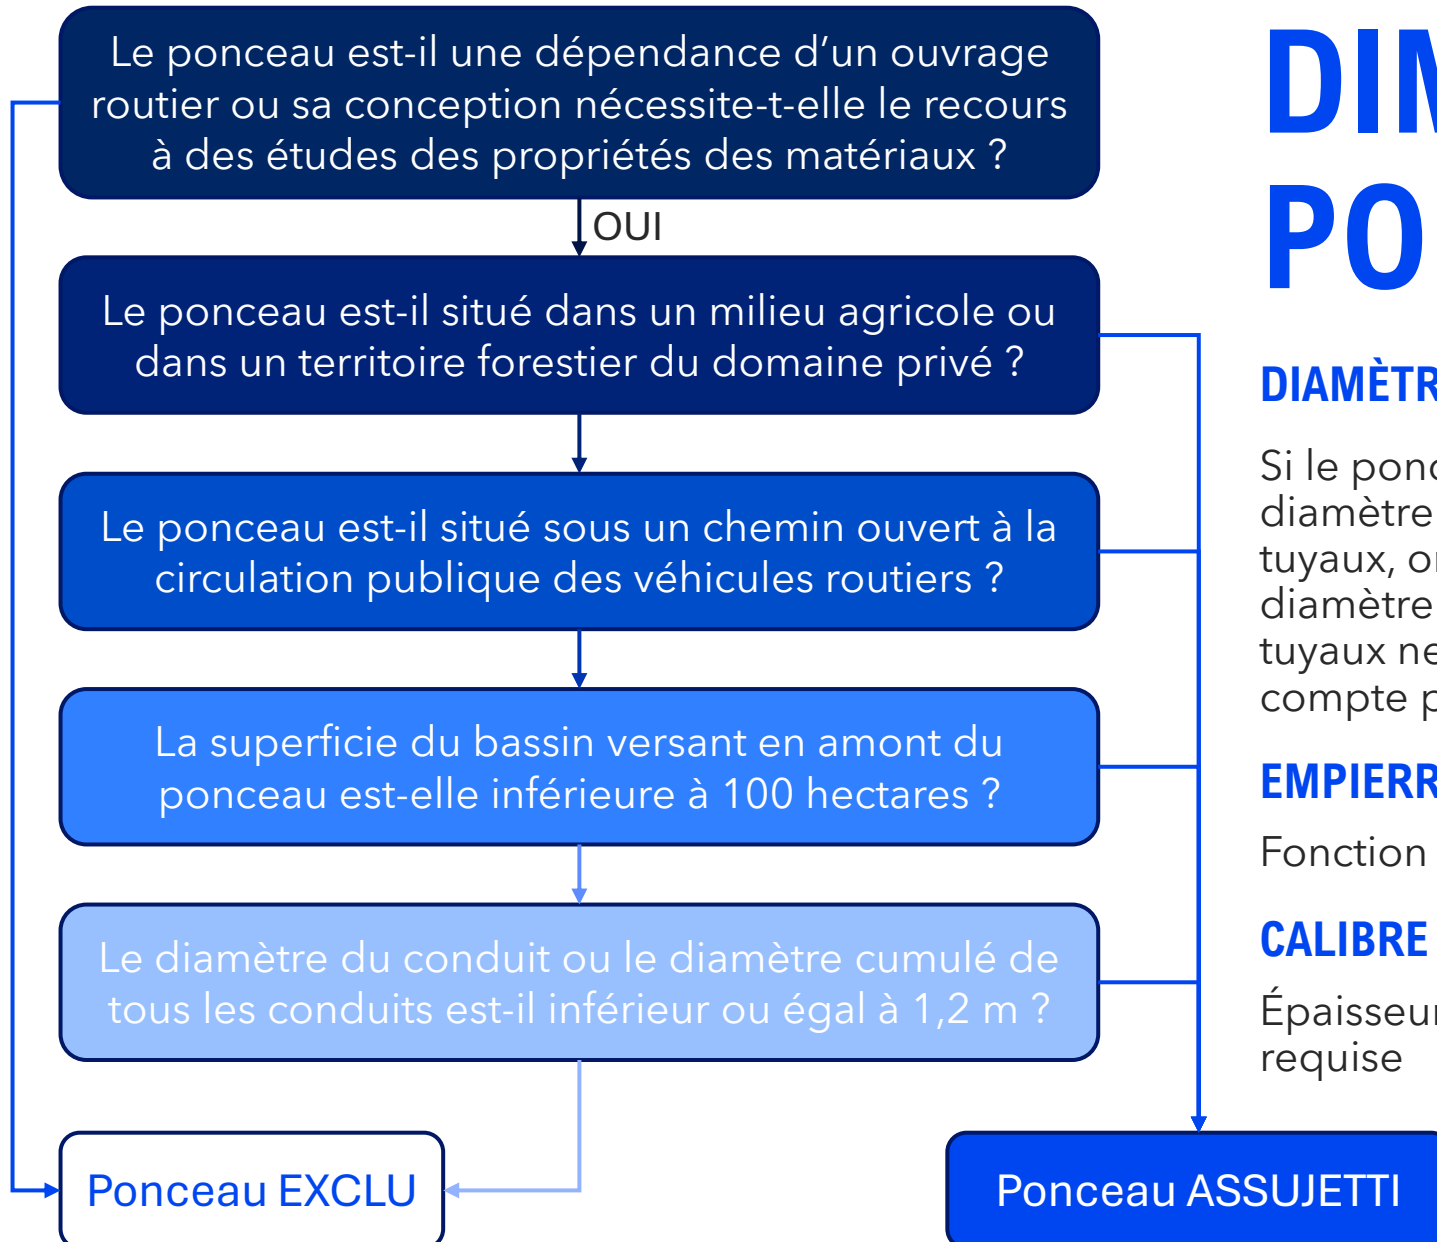 Le ponceau est-il une dépendance d’un ouvrage
routier ou sa conception nécessite-t-elle le recours
à des études des propriétés des matériaux ?
OUI
Le ponceau est-il situé dans un milieu agricole ou
dans un territoire forestier du domaine privé ?
Le ponceau est-il situé sous un chemin ouvert à la
circulation publique des véhicules routiers ?
La superficie du bassin versant en amont du
ponceau est-elle inférieure à 100 hectares ?
Le diamètre du conduit ou le diamètre cumulé de
tous les conduits est-il inférieur ou égal à 1,2 m ?
Ponceau EXCLU
Ponceau ASSUJETTI
PO
Si le
diamètre
tuyaux,
diamètre
tuyaux ne
compte
Fonction
CALIBRE
requise